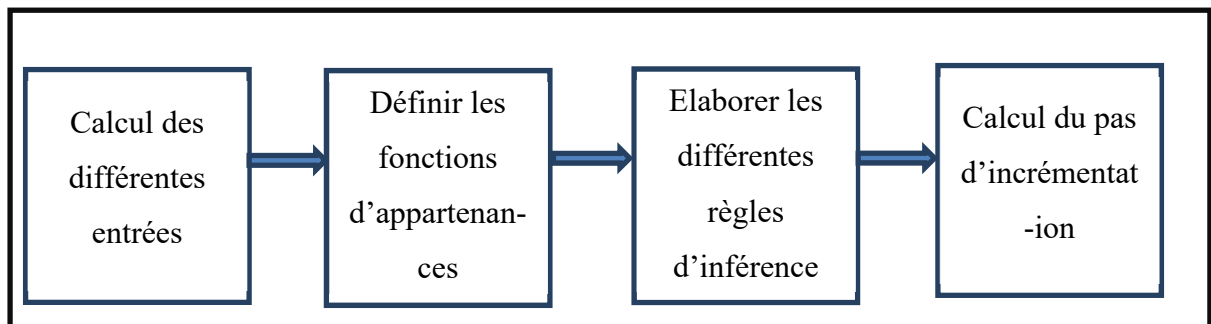 Calcul des
différentes
entrées
Définir les
fonctions
d’appartenan-
ces
Elaborer les
différentes
règles
d’inférence
Calcul du pas
d’incrémentat
-ion